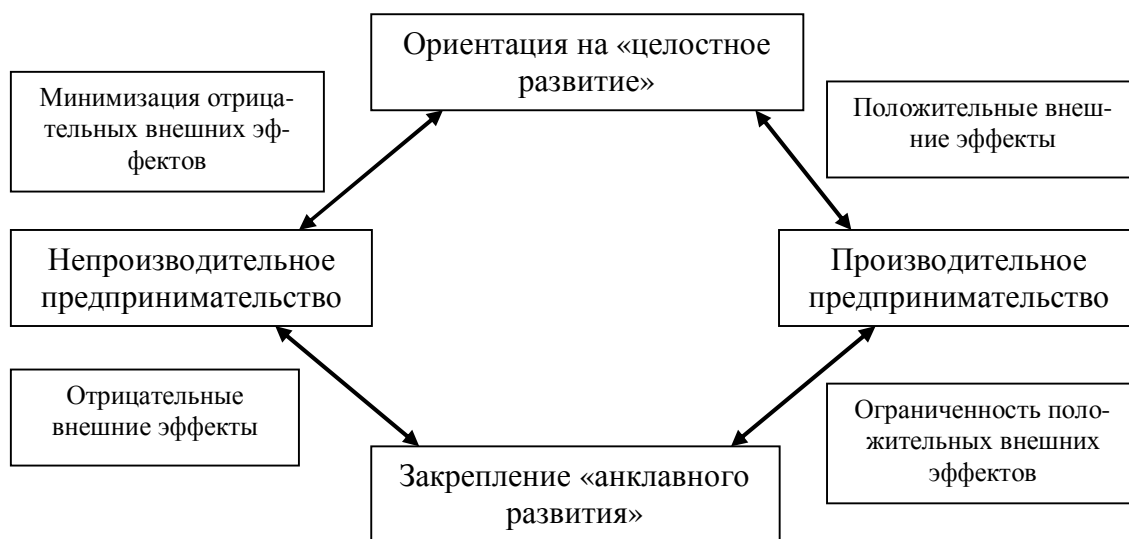 Ориентация на «целостное
развитие»
Минимизация отрица-
тельных внешних эф-
фектов
Положительные внеш-
ние эффекты
Непроизводительное
предпринимательство
Производительное
предпринимательство
Отрицательные
внешние эффекты
Ограниченность поло-
жительных внешних
эффектов
Закрепление «анклавного
развития»